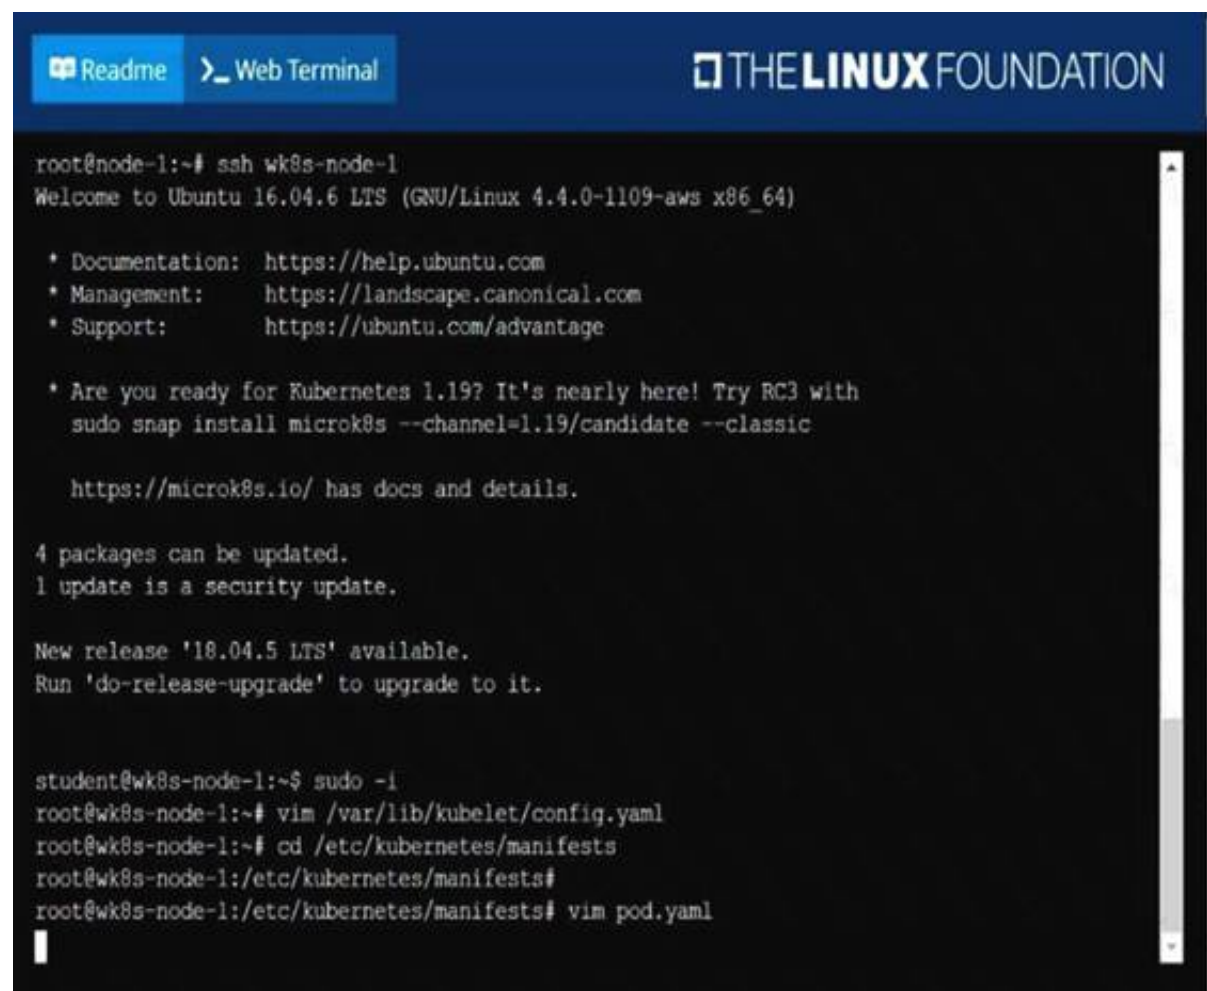 Readme >_ Web Terminal THE LINUX FOUNDATION
root@node-1:~# ssh wk8s-node-1
Welcome to Ubuntu 16.04.6 LTS (GNU/Linux 4.4.0-1109-aws x86_64)
* Documentation: https://help.ubuntu.com
* Management: https://landscape.canonical.com
* Support: https://ubuntu.com/advantage
* Are you ready for Kubernetes 1.19? It's nearly here! Try RC3 with
sudo snap install microk8s --channel=1.19/candidate --classic
https://microk8s.io/ has docs and details.
4 packages can be updated.
1 update is a security update.
New release '18.04.5 LTS' available.
Run 'do-release-upgrade' to upgrade to it.
student@wk8s-node-1:~$ sudo -i
root@wk8s-node-1:~# vim /var/lib/kubelet/config.yaml
root@wk8s-node-1:~# cd /etc/kubernetes/manifests
root@wk8s-node-1:/etc/kubernetes/manifests#
root@wk8s-node-1:/etc/kubernetes/manifests# vim pod.yaml